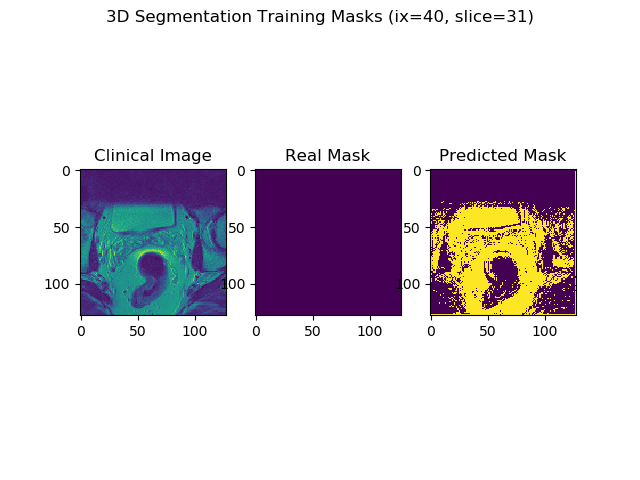 3D Segmentation Training Masks (ix=40, slice=31)
Clinical Image Real Mask Predicted Mask
0 0 0
50 50 50
100 100 100
0 50 100 0 50 100 0 50 100